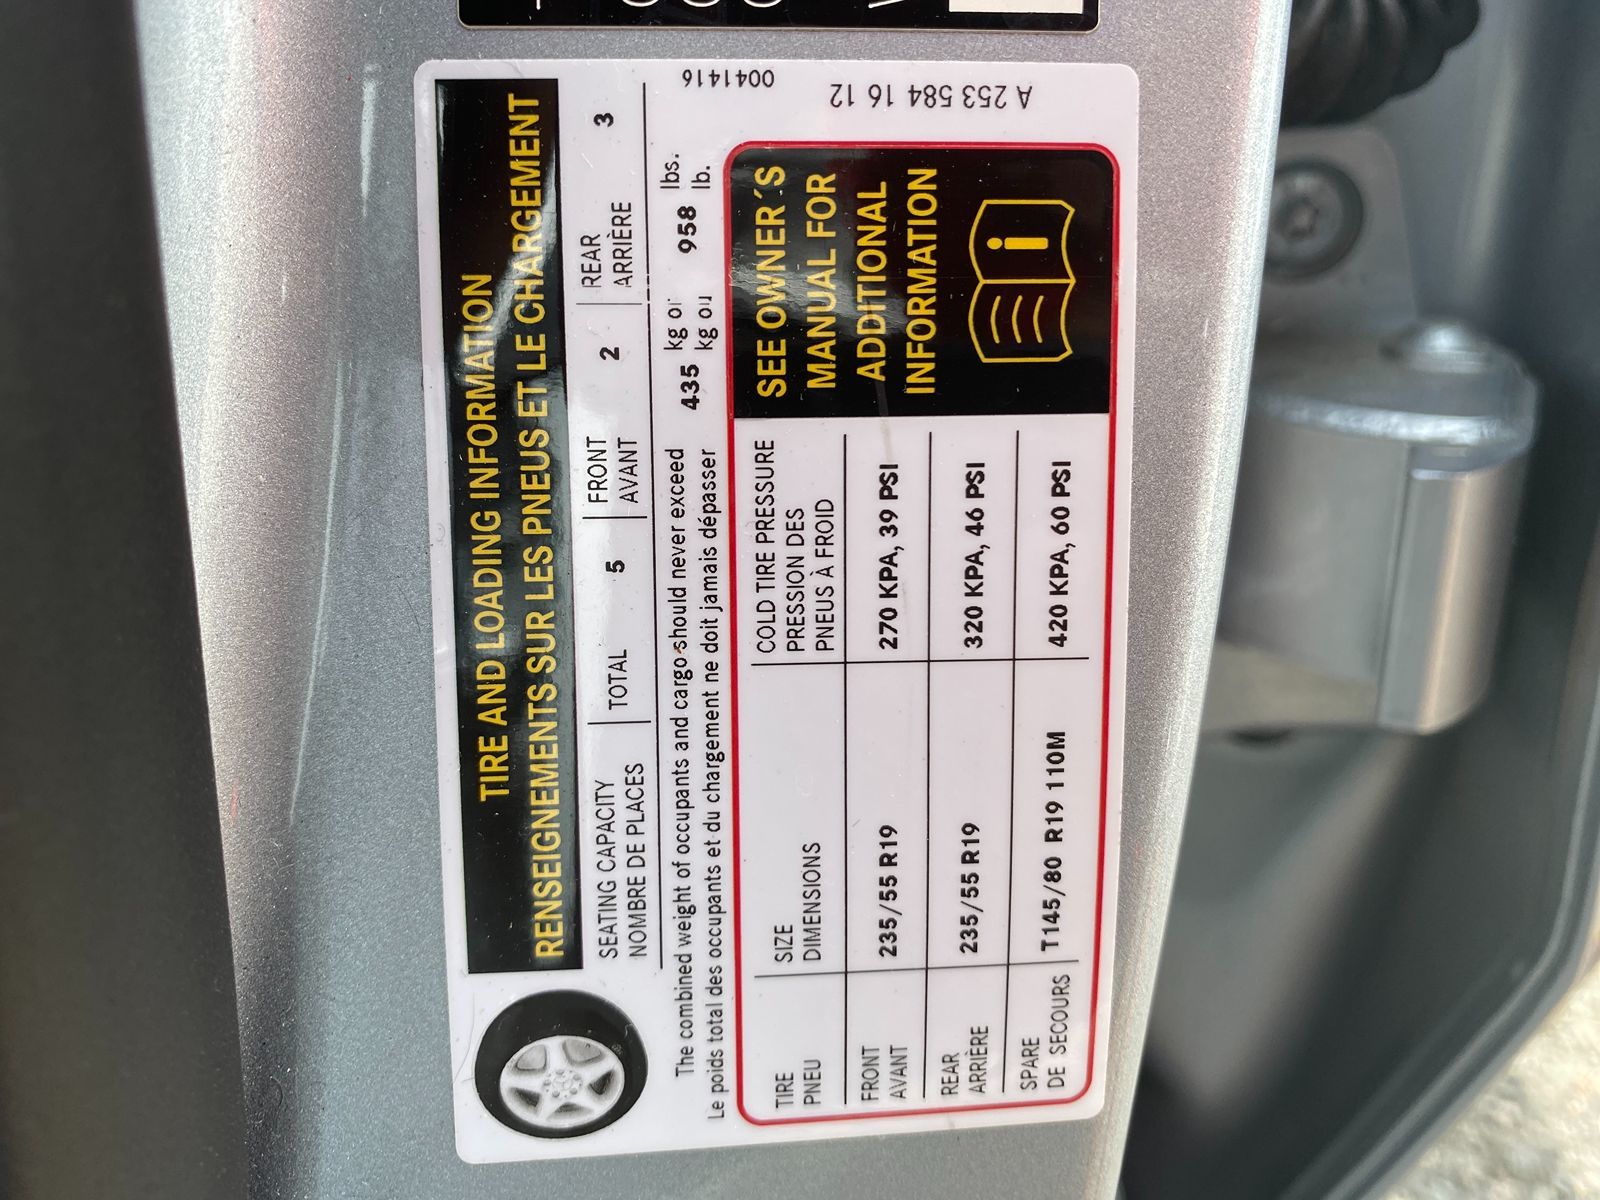 TIRE AND LOADING INFORMATION
RENSEIGNEMENTS SUR LES PNEUS ET LE CHARGEMENT
SEATING CAPACITY
NOMBRE DE PLACES
TOTAL 5
FRONT
AVANT
2
REAR
ARRIÈRE
3
The combined weight of occupants and cargo should never exceed 435 kg or 958 lbs.
Le poids total des occupants et du chargement ne doit jamais dépasser kg ou lb.
TIRE
PNEU
SIZE
DIMENSIONS
COLD TIRE PRESSURE
PRESSION DES
PNEUS À FROID
FRONT
AVANT
235/55 R19
270 KPA, 39 PSI
REAR
ARRIÈRE
235/55 R19
320 KPA, 46 PSI
SPARE
DE SECOURS
T145/80 R19 110M
420 KPA, 60 PSI
SEE OWNER´S
MANUAL FOR
ADDITIONAL
INFORMATION
i
0041416
A 253 584 16 12